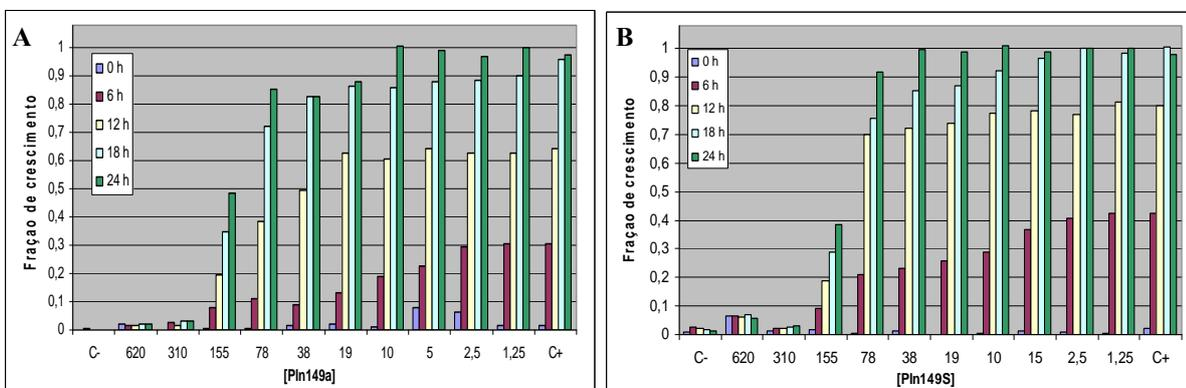 A
Fraçao de crescimento
1
0,9
0,8
0,7
0,6
0,5
0,4
0,3
0,2
0,1
0
0 h
6 h
12 h
18 h
24 h
C- 620 310 155 78 38 19 10 5 2,5 1,25 C+
[Pln149a]
B
Fraçao de crescimento
1
0,9
0,8
0,7
0,6
0,5
0,4
0,3
0,2
0,1
0
0 h
6 h
12 h
18 h
24 h
C- 620 310 155 78 38 19 10 15 2,5 1,25 C+
[Pln149S]